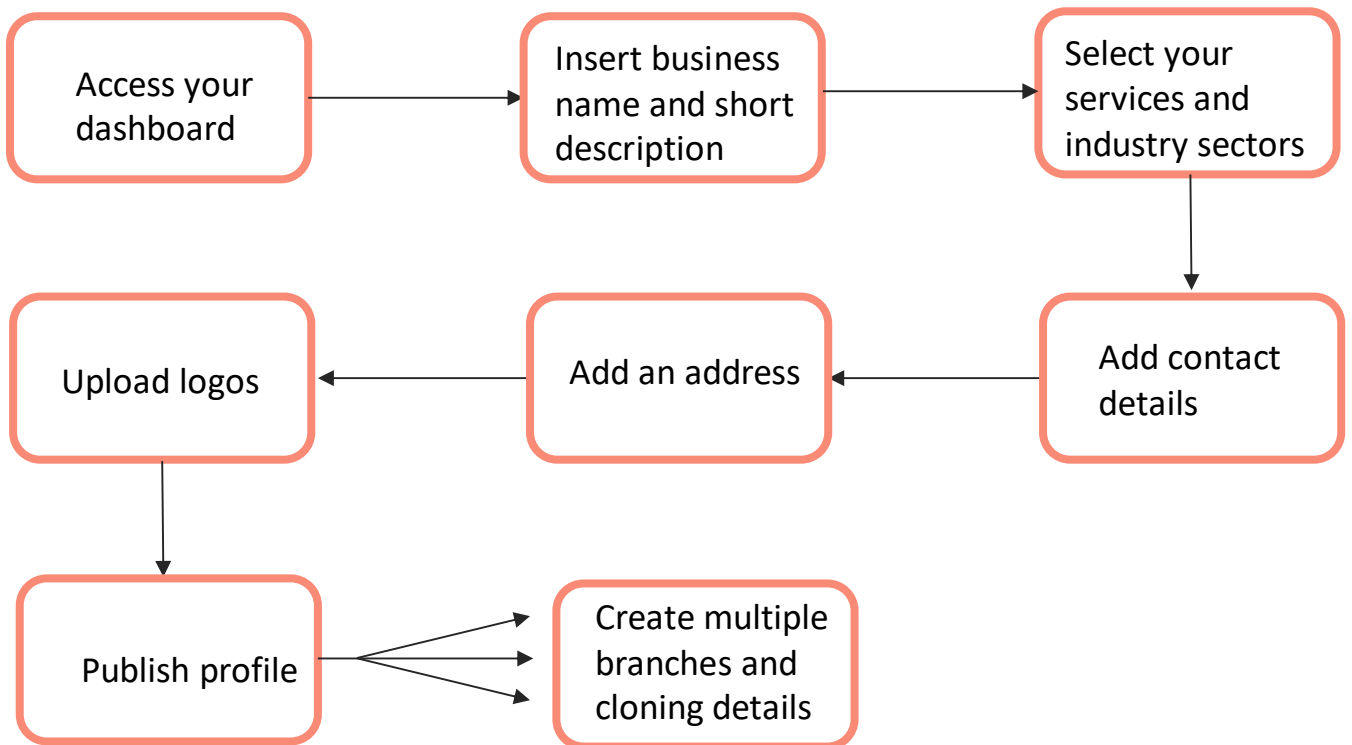 Access your
dashboard
Insert business
name and short
description
Select your
services and
industry sectors
Add contact
details
Add an address
Upload logos
Publish profile
Create multiple
branches and
cloning details